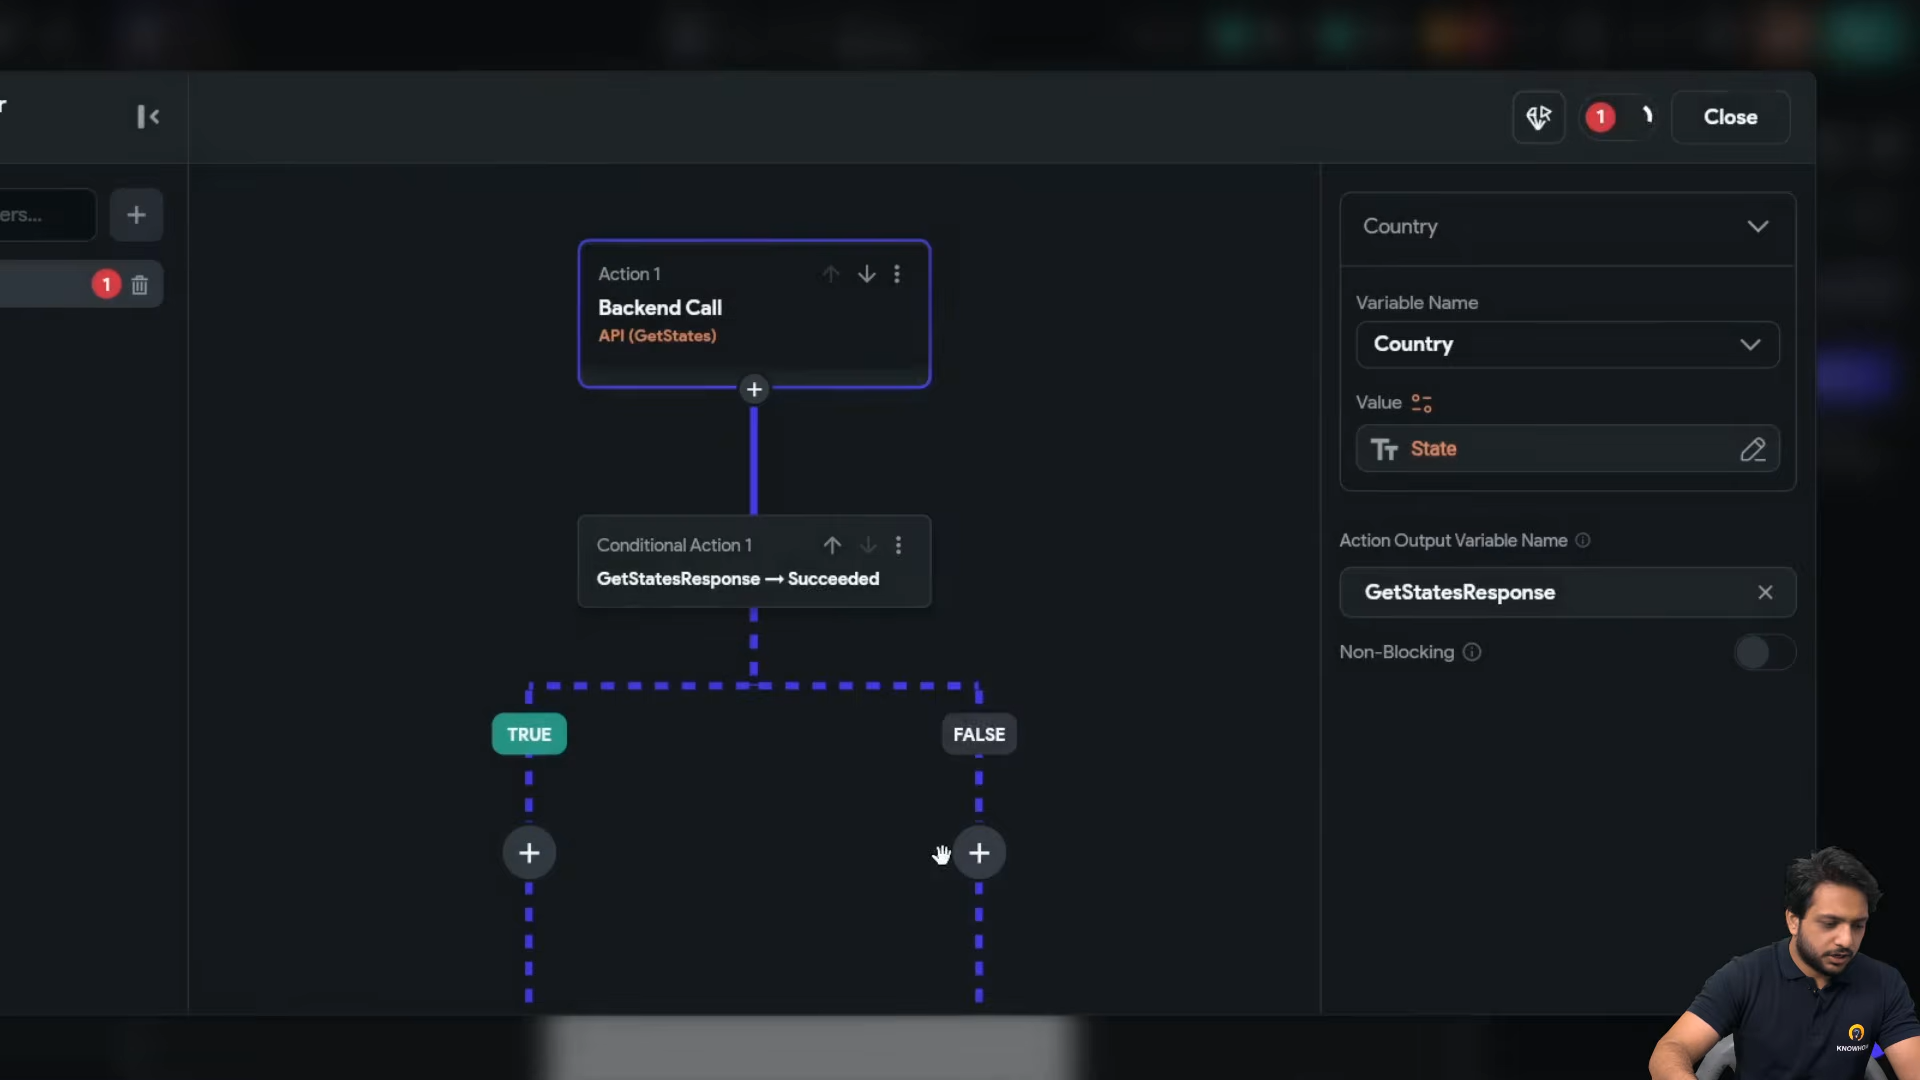 r
Close
1
ers...
1
Action 1
Backend Call
API (GetStates)
Conditional Action 1
GetStatesResponse → Succeeded
TRUE
FALSE
Country
Variable Name
Country
Value
State
Action Output Variable Name
GetStatesResponse
Non-Blocking